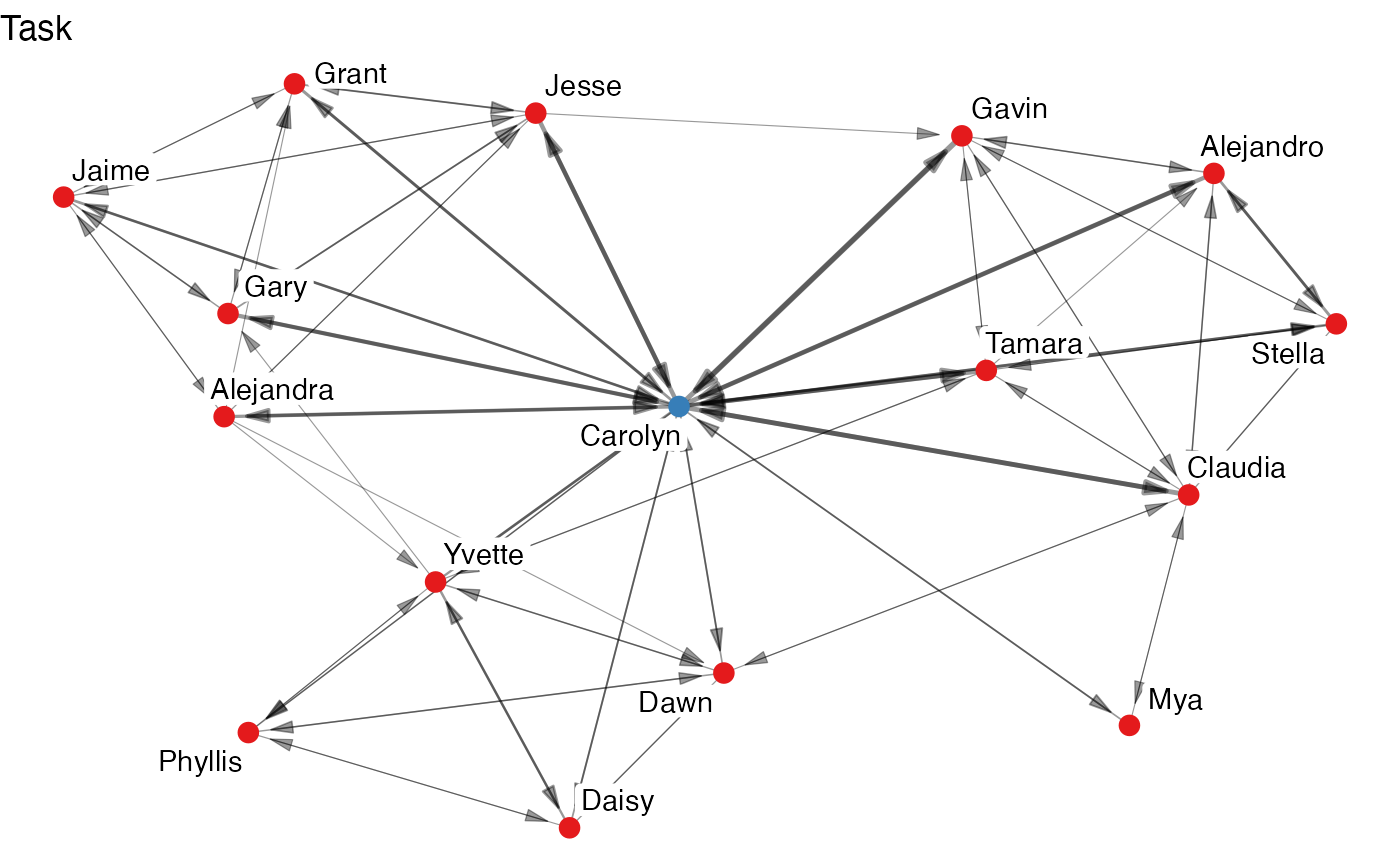 Task
Grant
Jesse
Gavin
Alejandro
Jaime
Gary
Tamara
Stella
Alejandra
Carolyn
Claudia
Yvette
Dawn
Mya
Phyllis
Daisy